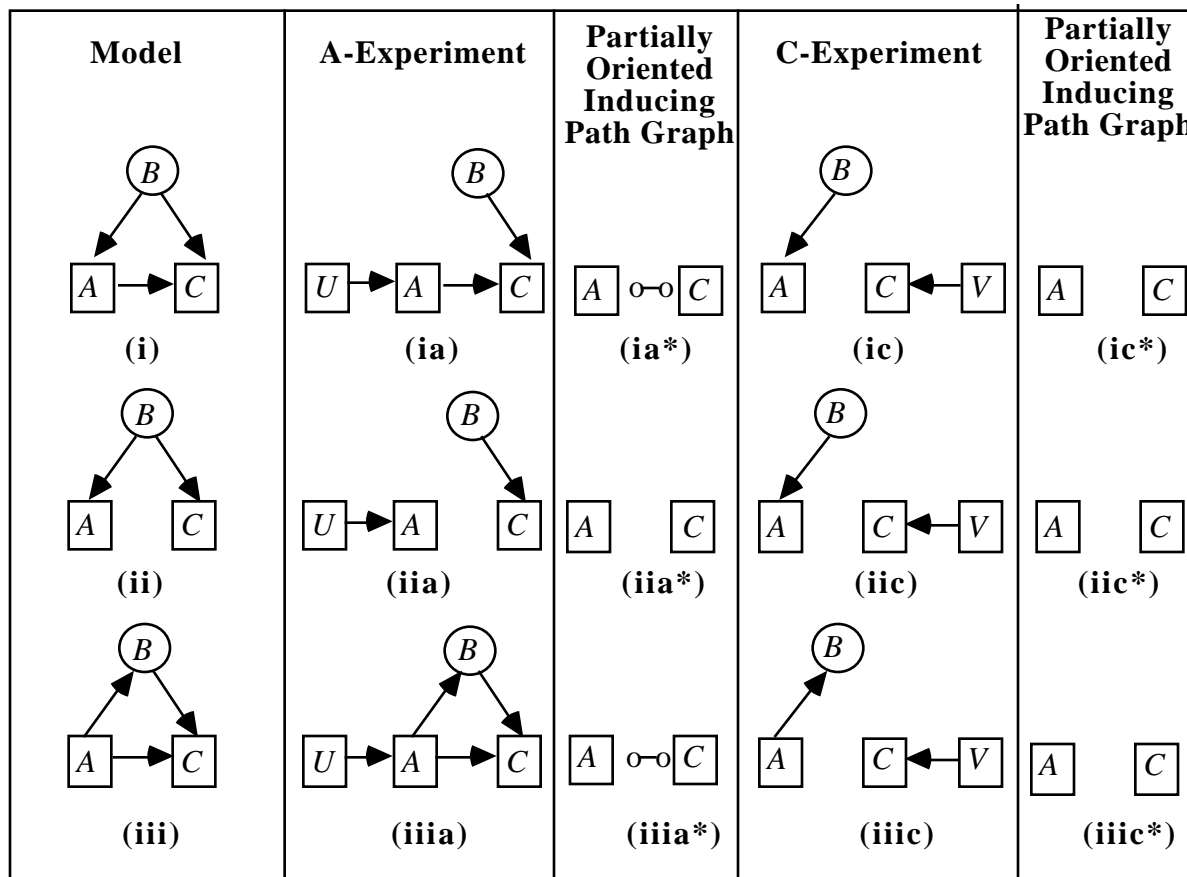 Model
A-Experiment
Partially
Oriented
Inducing
Path Graph
C-Experiment
Partially
Oriented
Inducing
Path Graph
B
A C
(i)
B
U A C
(ia)
A o-o C
(ia*)
B
A C V
(ic)
A C
(ic*)
B
A C
(ii)
B
U A C
(iia)
A C
(iia*)
B
A C V
(iic)
A C
(iic*)
B
A C
(iii)
B
U A C
(iiia)
A o-o C
(iiia*)
B
A C V
(iiic)
A C
(iiic*)